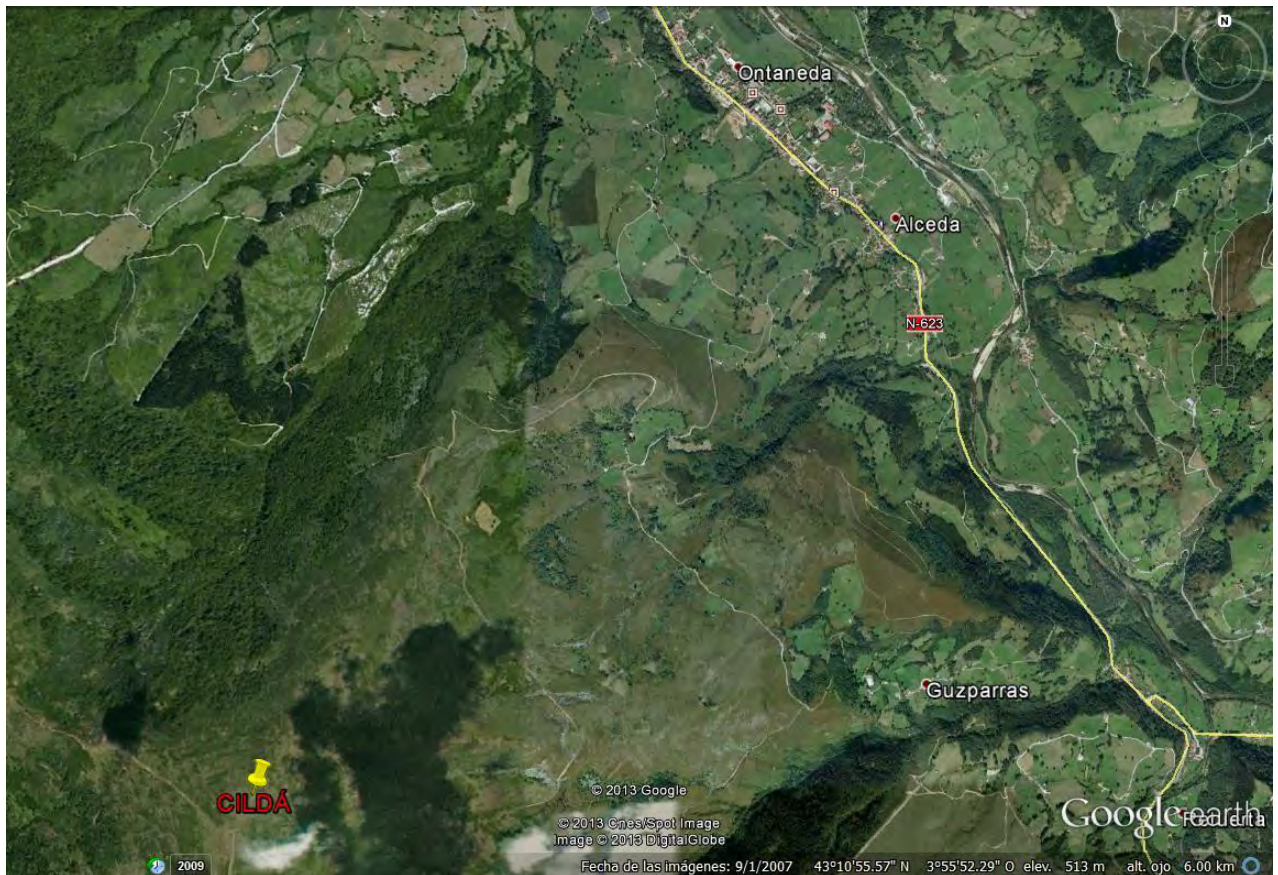 N
Ontaneda
Alceda
N-623
Guzparras
CILDÁ
© 2013 Google
© 2013 Cnes/Spot Image
Image © 2013 DigitalGlobe
Google earth
2009
Fecha de las imágenes: 9/1/2007 43°10'55.57" N 3°55'52.29" O elev. 513 m alt. ojo 6.00 km